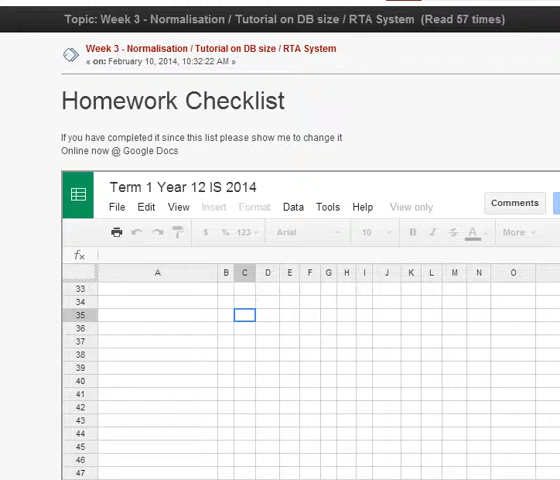 Topic: Week 3 - Normalisation / Tutorial on DB size / RTA System (Read 57 times)
Week 3 - Normalisation / Tutorial on DB size / RTA System
« on: February 10, 2014, 10:32:22 AM »
Homework Checklist
If you have completed it since this list please show me to change it
Online now @ Google Docs
Term 1 Year 12 IS 2014
File Edit View Insert Format Data Tools Help View only
Comments
$ % 123 Arial 10 B I S A More
fx
A B C D E F G H I J K L M N O
33
34
35
36
37
38
39
40
41
42
43
44
45
46
47